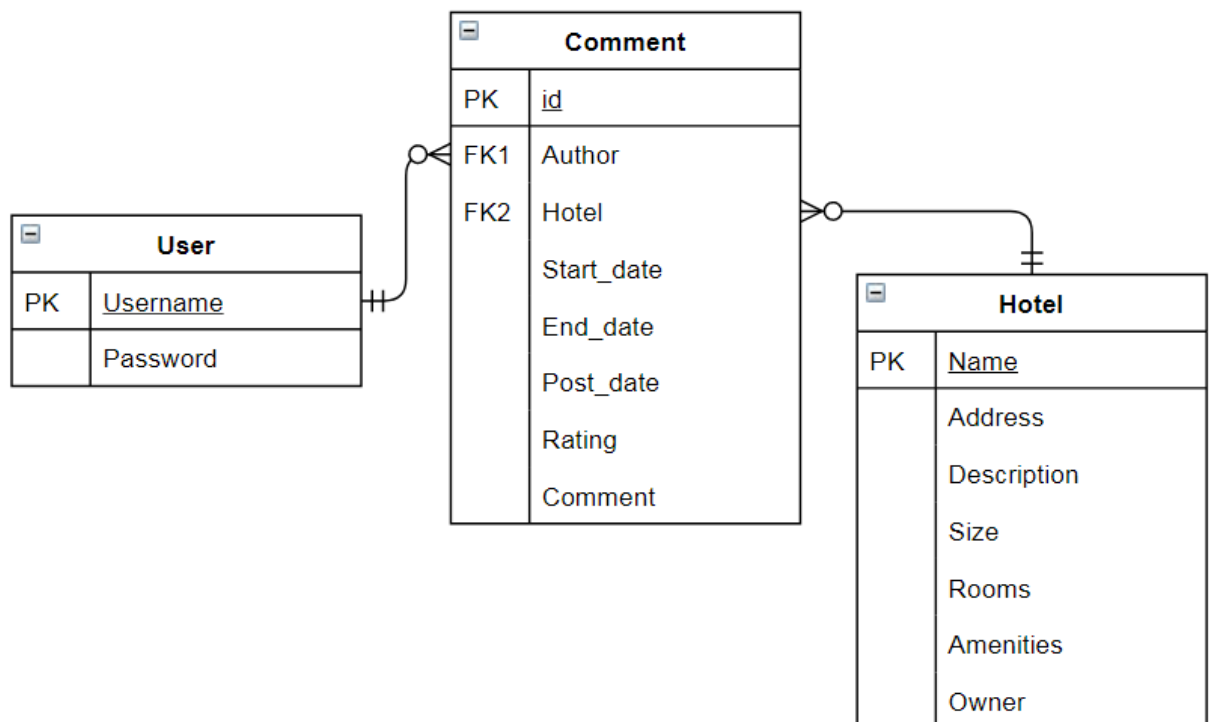 Comment
PK id
FK1 Author
FK2 Hotel
Start_date
End_date
Post_date
Rating
Comment
User
PK Username
Password
Hotel
PK Name
Address
Description
Size
Rooms
Amenities
Owner